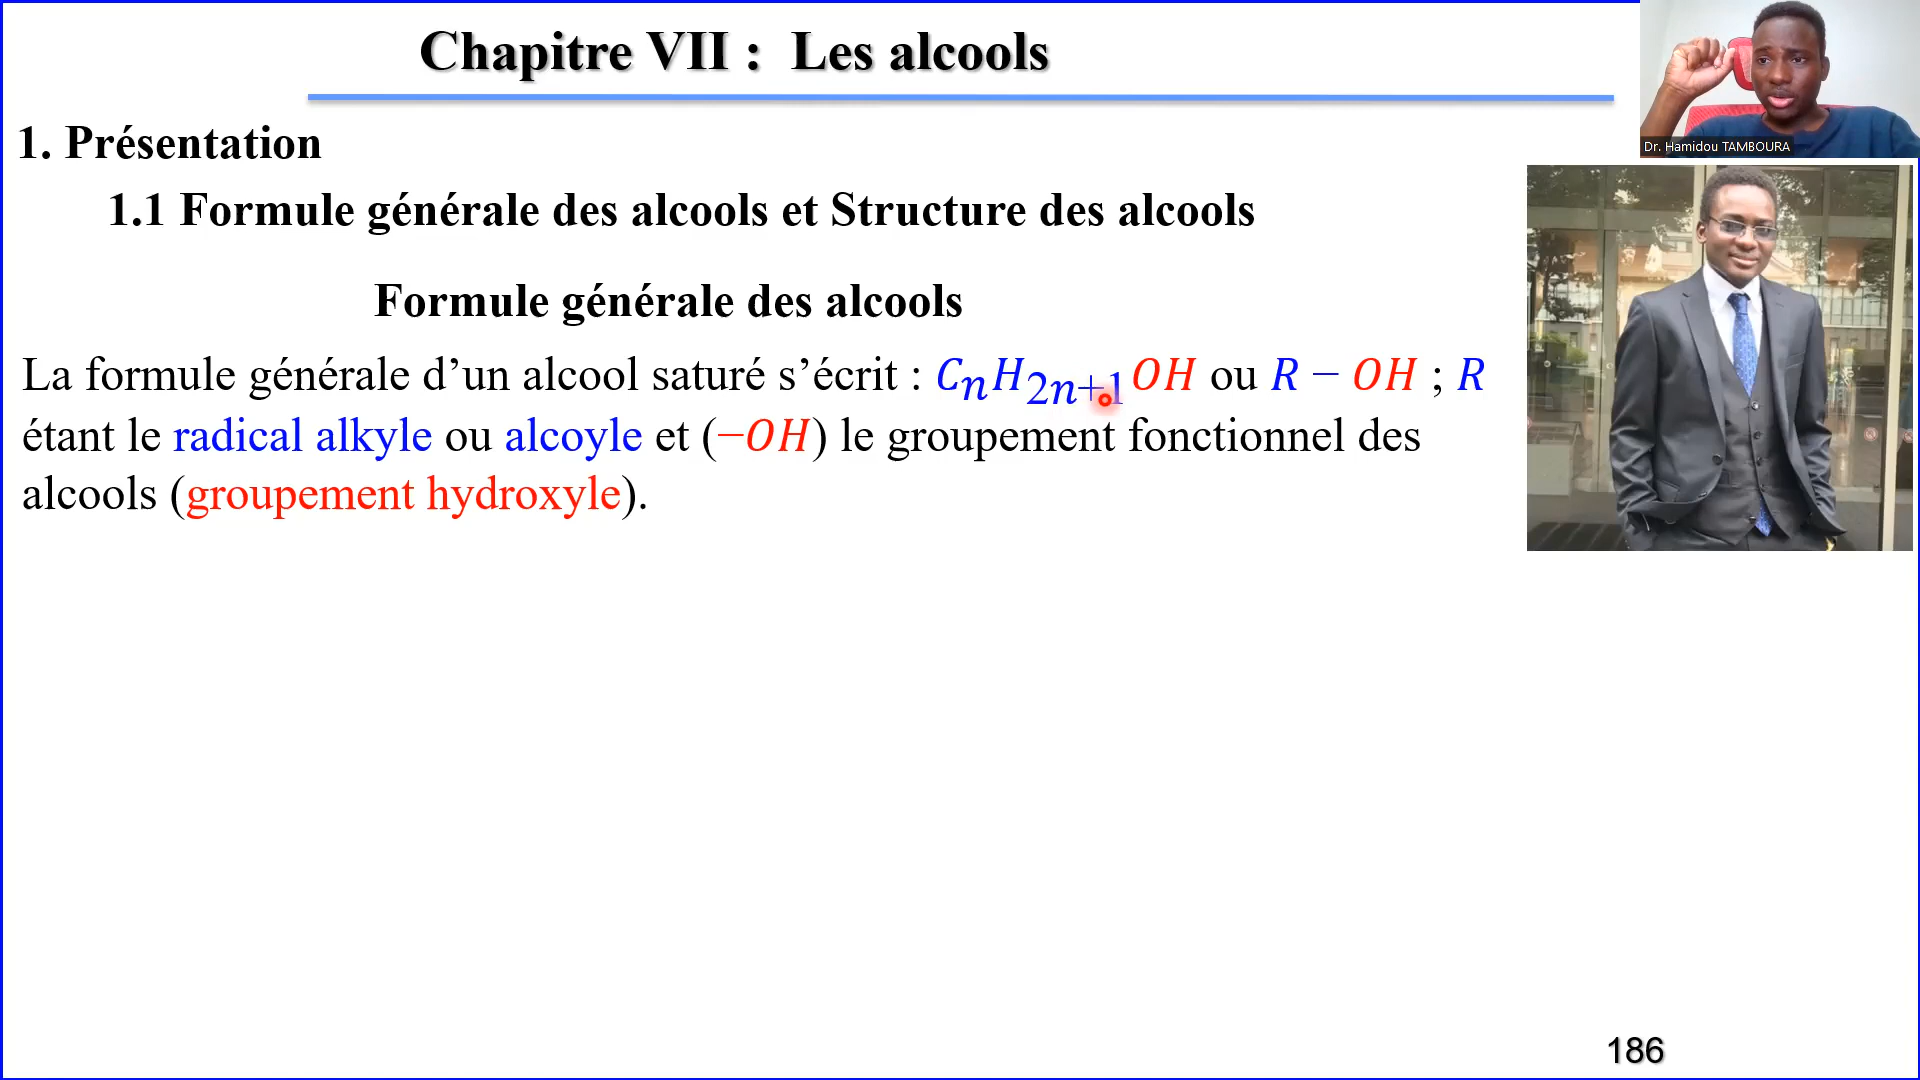 Chapitre VII :  Les alcools
Dr. Hamidou TAMBOURA
1. Présentation
1.1 Formule générale des alcools et Structure des alcools
Formule générale des alcools
La formule générale d’un alcool saturé s’écrit : CₙH₂ₙ₊₁OH ou R − OH ; R
étant le radical alkyle ou alcoyle et (−OH) le groupement fonctionnel des
alcools (groupement hydroxyle).
186